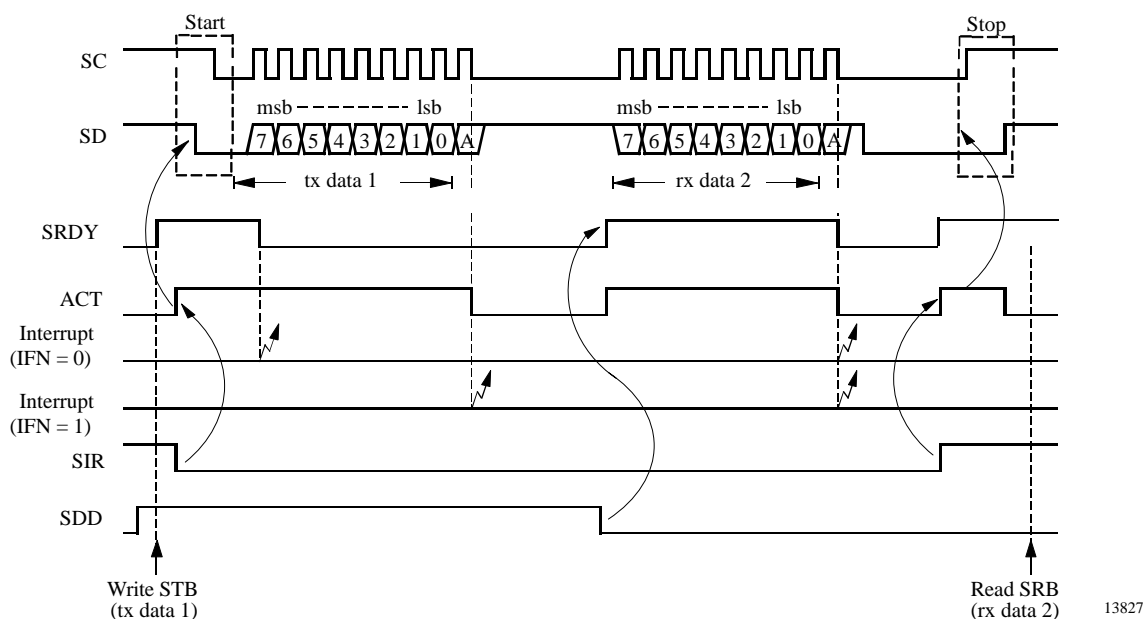 Start
Stop
SC
msb lsb msb lsb
SD
7 6 5 4 3 2 1 0 A 7 6 5 4 3 2 1 0 A
tx data 1 rx data 2
SRDY
ACT
Interrupt
(IFN = 0)
Interrupt
(IFN = 1)
SIR
SDD
Write STB
(tx data 1)
Read SRB
(rx data 2)
13827